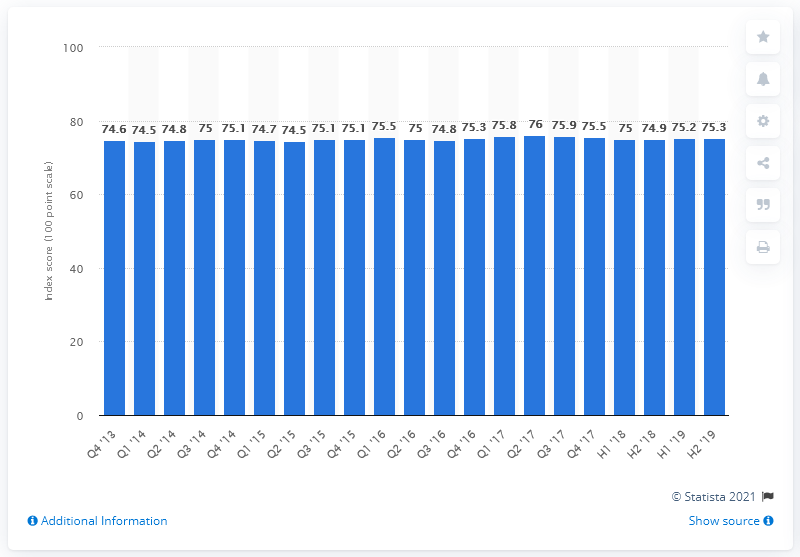 100
80
60
40
20
0
Index score (100 point scale)
74.6 74.5 74.8 75 75.1 74.7 74.5 75.1 75.1 75.5 75 74.8 75.3 75.8 76 75.9 75.5 75 74.9 75.2 75.3
Q4 '13 Q1 '14 Q2 '14 Q3 '14 Q4 '14 Q1 '15 Q2 '15 Q3 '15 Q4 '15 Q1 '16 Q2 '16 Q3 '16 Q4 '16 Q1 '17 Q2 '17 Q3 '17 Q4 '17 H1 '18 H2 '18 H1 '19 H2 '19
© Statista 2021
Additional Information
Show source